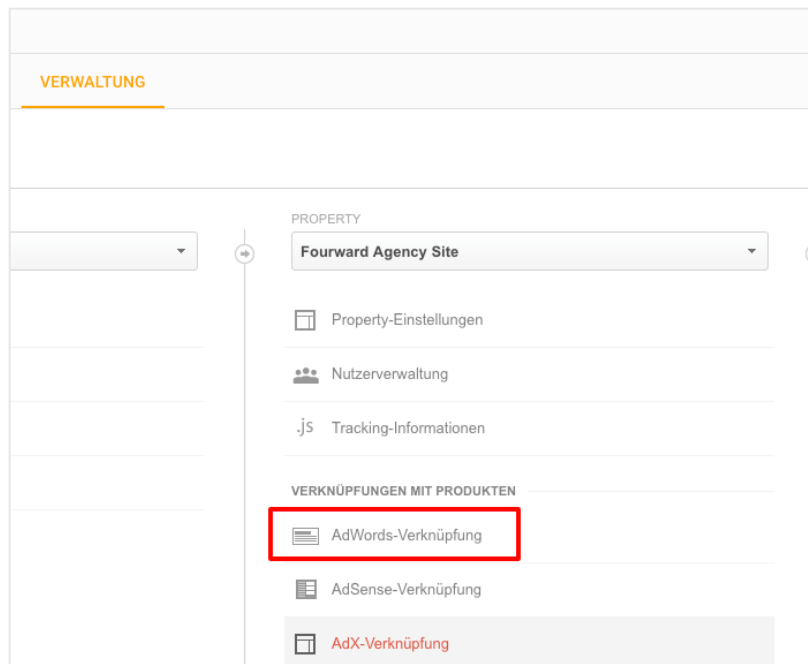 VERWALTUNG
PROPERTY
Fourward Agency Site
Property-Einstellungen
Nutzerverwaltung
.js Tracking-Informationen
VERKNÜPFUNGEN MIT PRODUKTEN
AdWords-Verknüpfung
AdSense-Verknüpfung
AdX-Verknüpfung